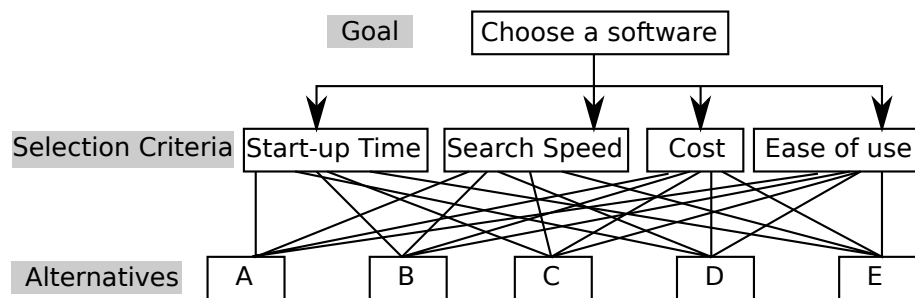 Goal
Choose a software
Selection Criteria
Start-up Time
Search Speed
Cost
Ease of use
Alternatives
A
B
C
D
E